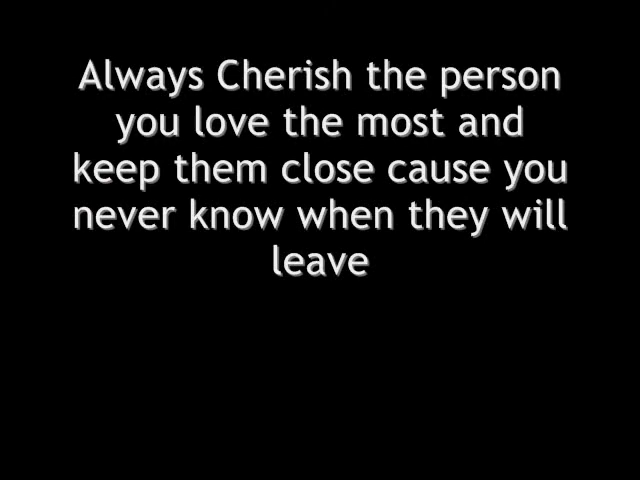 Always Cherish the person
you love the most and
keep them close cause you
never know when they will
leave